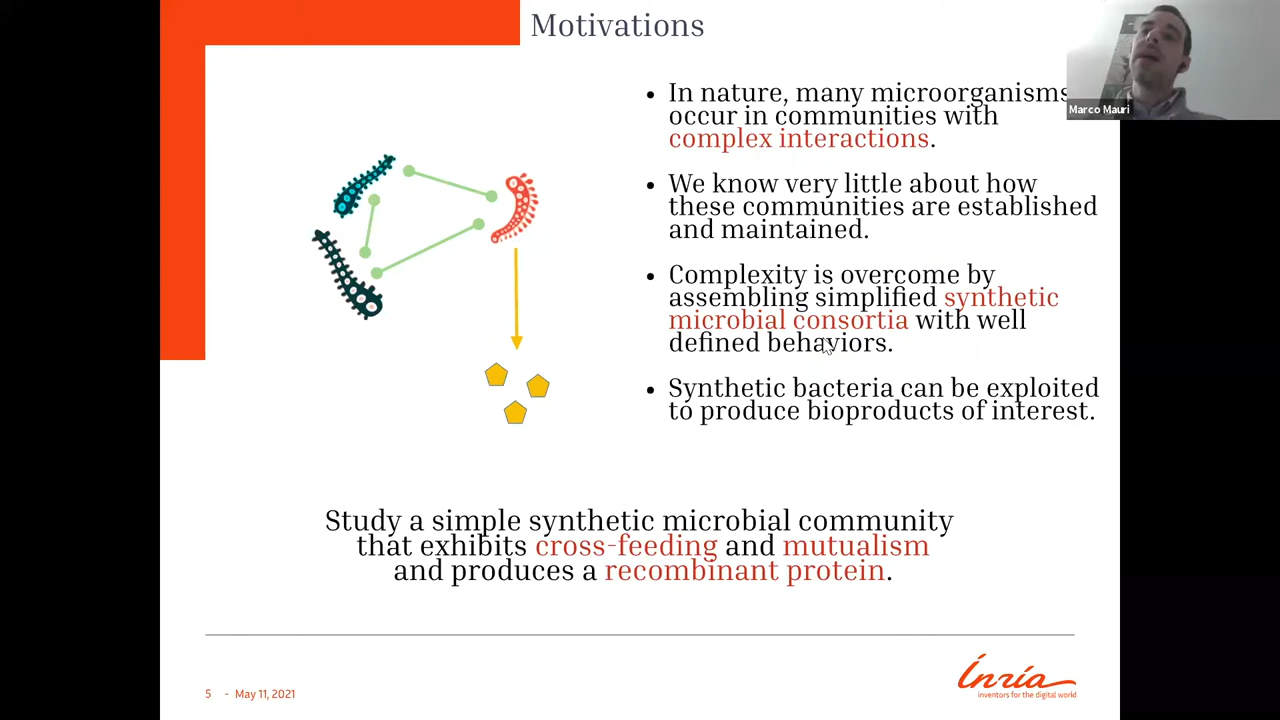 Motivations
Marco Mauri
• In nature, many microorganisms
occur in communities with
complex interactions.
• We know very little about how
these communities are established
and maintained.
• Complexity is overcome by
assembling simplified synthetic
microbial consortia with well
defined behaviors.
• Synthetic bacteria can be exploited
to produce bioproducts of interest.
Study a simple synthetic microbial community
that exhibits cross-feeding and mutualism
and produces a recombinant protein.
5 - May 11, 2021
Inria
inventors for the digital world